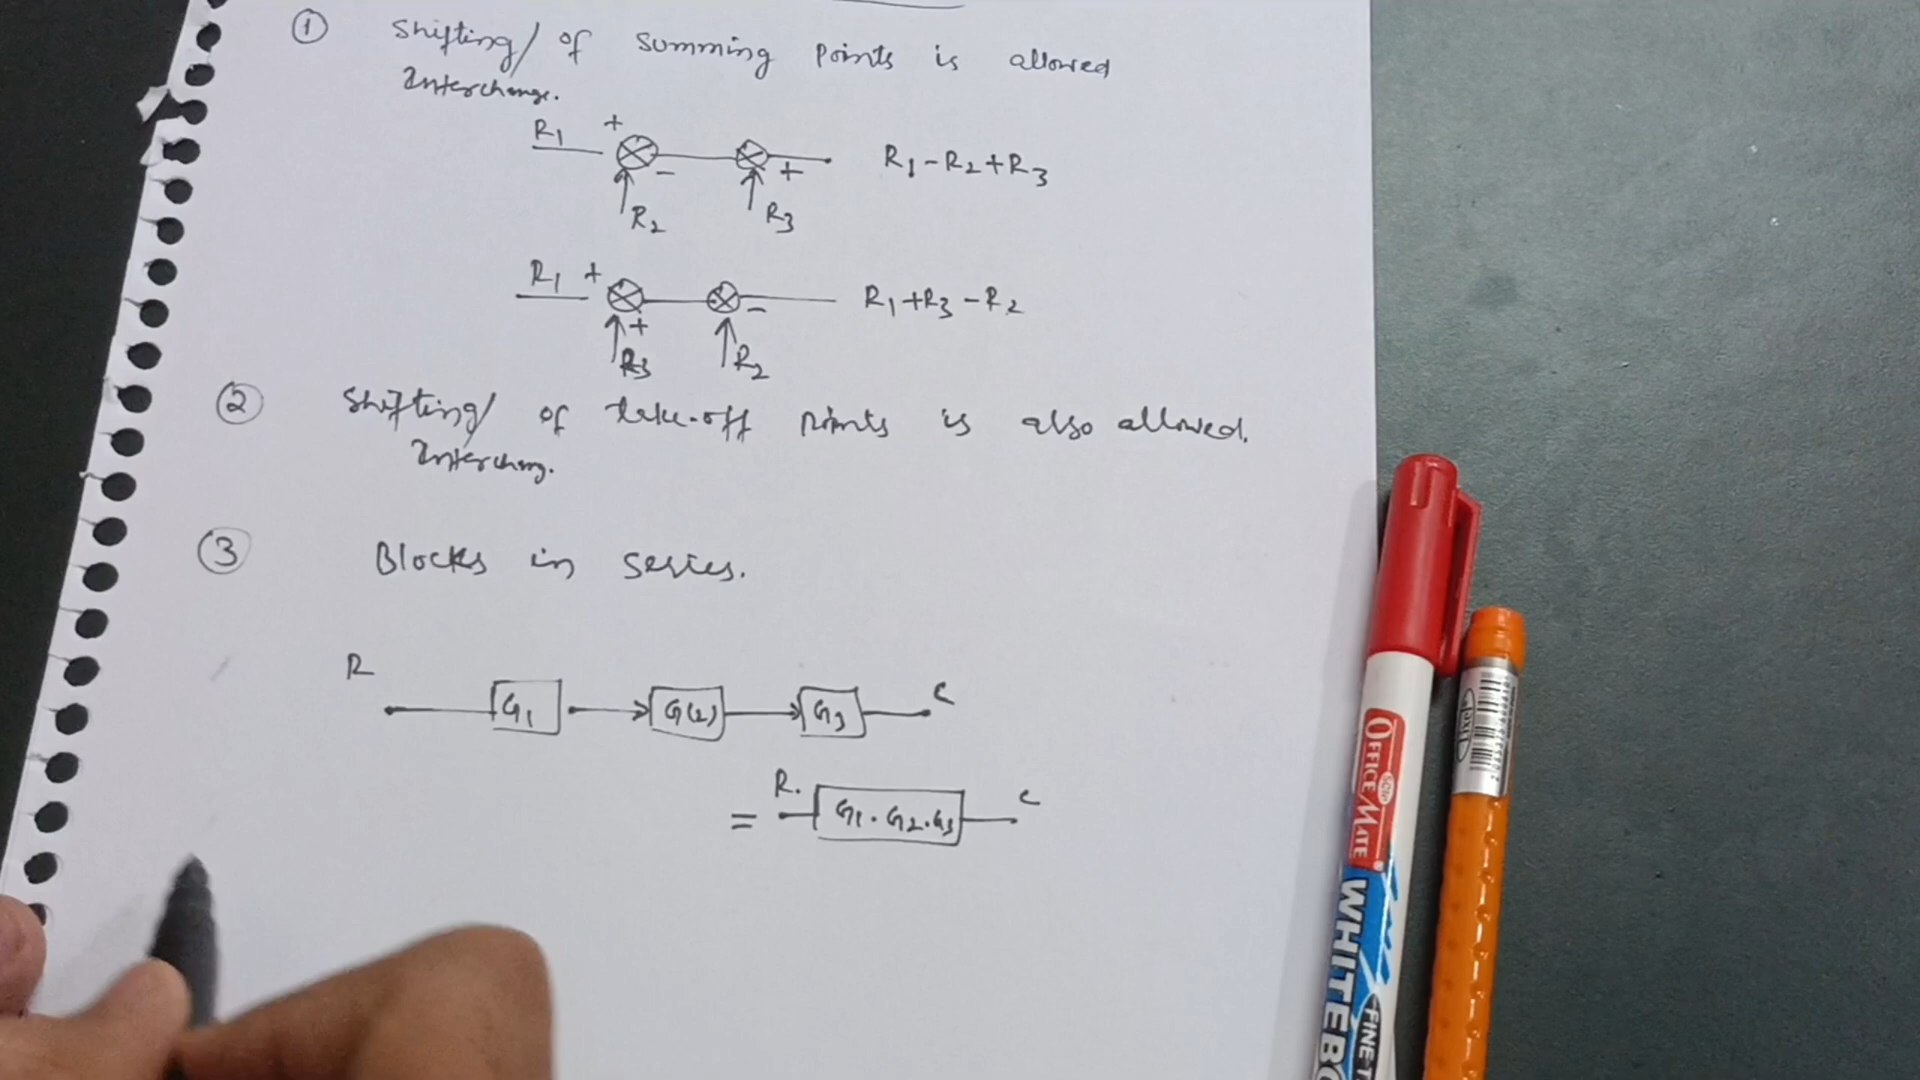 ① Shifting/ of summing points is allowed
Interchange.
R1 + R1-R2+R3
- +
R2 R3
R1 + R1+R3-R2
+ -
R3 R2
② Shifting/ of take-off points is also allowed.
Interchang.
③ Blocks in series.
R C
G1 G(2) G3
R. C
= G1.G2.G3
OFFICE MATE
WHITEBO
FINE-T